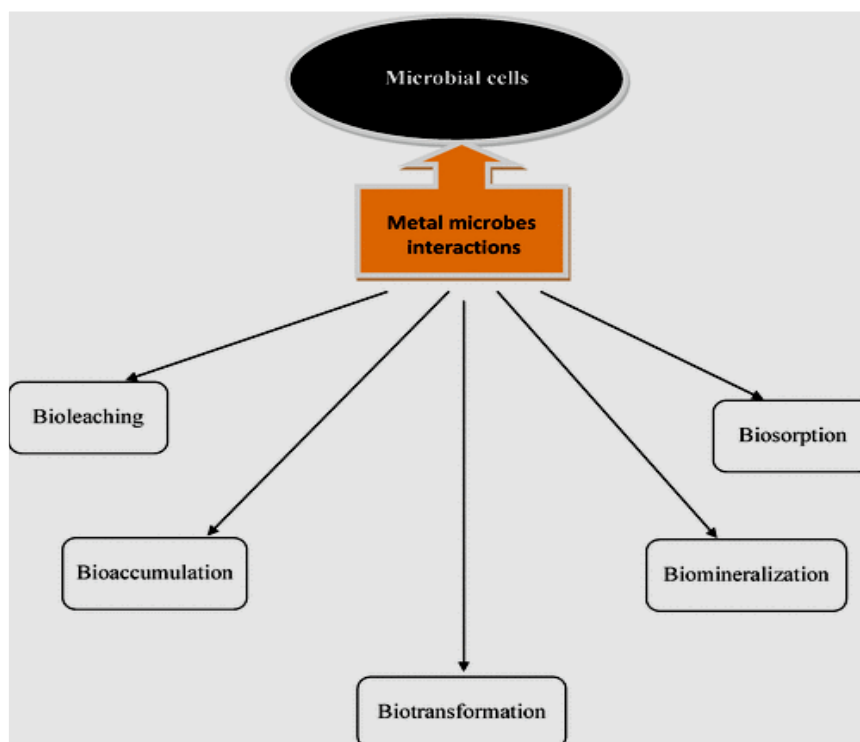 Microbial cells
Metal microbes
interactions
Bioleaching
Biosorption
Bioaccumulation
Biomineralization
Biotransformation